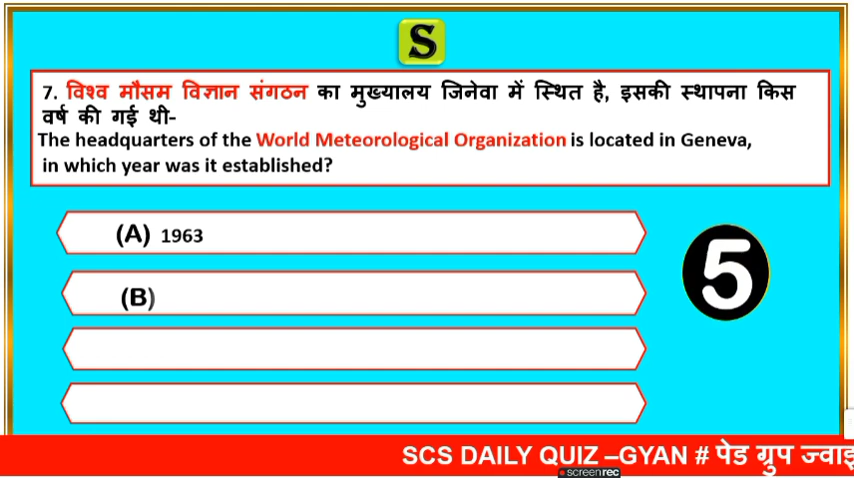 S
7. विश्व मौसम विज्ञान संगठन का मुख्यालय जिनेवा में स्थित है, इसकी स्थापना किस
वर्ष की गई थी-
The headquarters of the World Meteorological Organization is located in Geneva,
in which year was it established?
(A) 1963
(B)
5
SCS DAILY QUIZ –GYAN # पेड ग्रुप ज्वाइ
screenrec